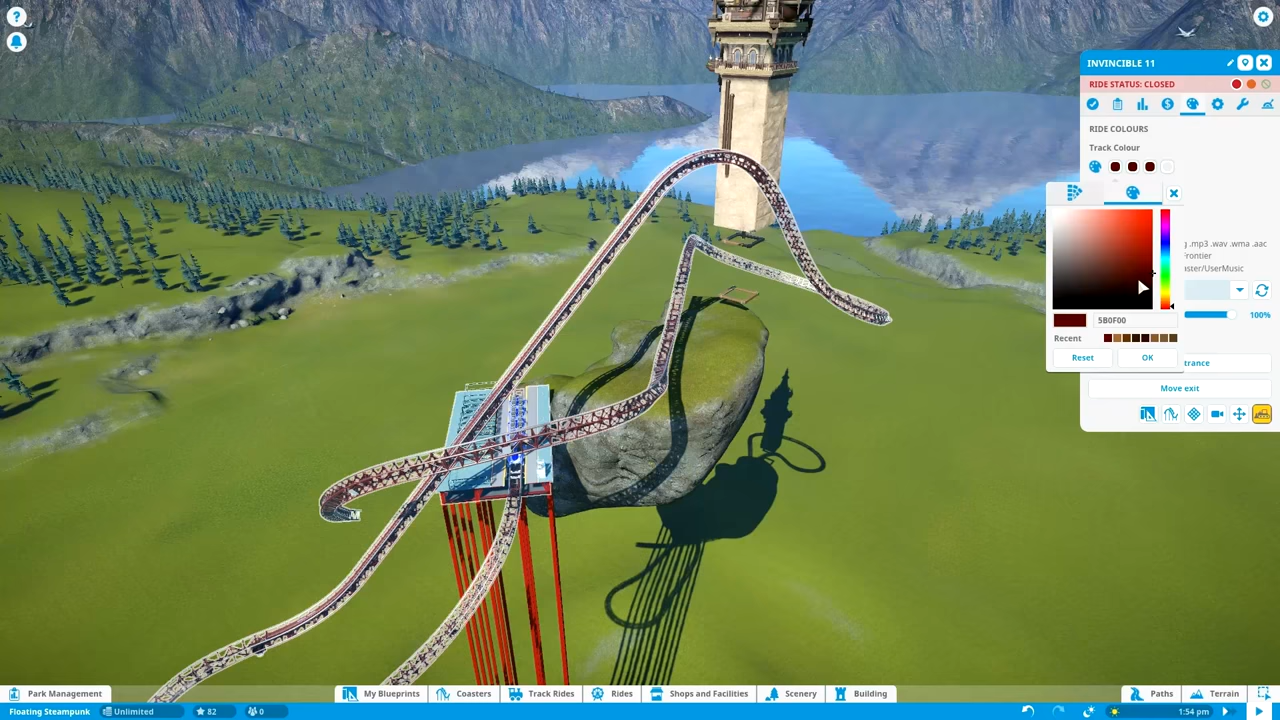 INVINCIBLE 11
RIDE STATUS: CLOSED
RIDE COLOURS
Track Colour
.mp3 .wav .wma .aac
Frontier
aster/UserMusic
5B0F00
100%
Recent
Reset
OK
trance
Move exit
M
Park Management
My Blueprints
Coasters
Track Rides
Rides
Shops and Facilities
Scenery
Building
Paths
Terrain
Floating Steampunk
Unlimited
82
0
1:54 pm